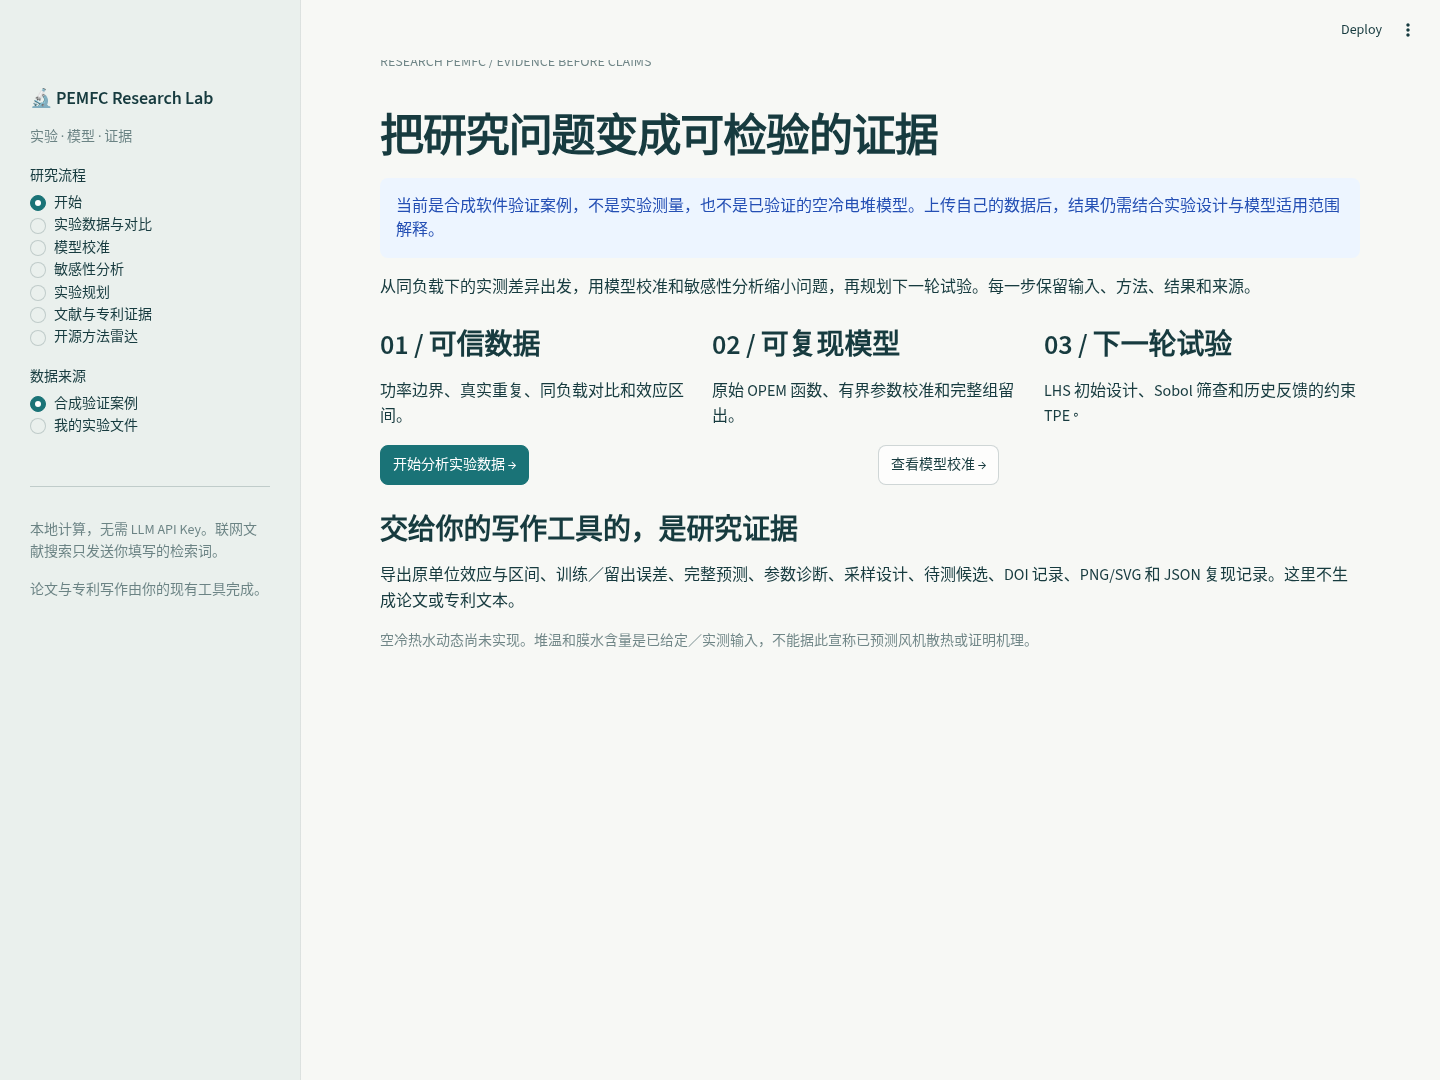 Deploy
🔬 PEMFC Research Lab
实验 · 模型 · 证据
研究流程
开始
实验数据与对比
模型校准
敏感性分析
实验规划
文献与专利证据
开源方法雷达
数据来源
合成验证案例
我的实验文件
本地计算，无需 LLM API Key。联网文
献搜索只发送你填写的检索词。
论文与专利写作由你的现有工具完成。
RESEARCH PEMFC / EVIDENCE BEFORE CLAIMS
把研究问题变成可检验的证据
当前是合成软件验证案例，不是实验测量，也不是已验证的空冷电堆模型。上传自己的数据后，结果仍需结合实验设计与模型适用范围
解释。
从同负载下的实测差异出发，用模型校准和敏感性分析缩小问题，再规划下一轮试验。每一步保留输入、方法、结果和来源。
01 / 可信数据
功率边界、真实重复、同负载对比和效应区
间。
02 / 可复现模型
原始 OPEM 函数、有界参数校准和完整组留
出。
03 / 下一轮试验
LHS 初始设计、Sobol 筛查和历史反馈的约束
TPE。
开始分析实验数据 →
查看模型校准 →
交给你的写作工具的，是研究证据
导出原单位效应与区间、训练／留出误差、完整预测、参数诊断、采样设计、待测候选、DOI 记录、PNG/SVG 和 JSON 复现记录。这里不生
成论文或专利文本。
空冷热水动态尚未实现。堆温和膜水含量是已给定／实测输入，不能据此宣称已预测风机散热或证明机理。